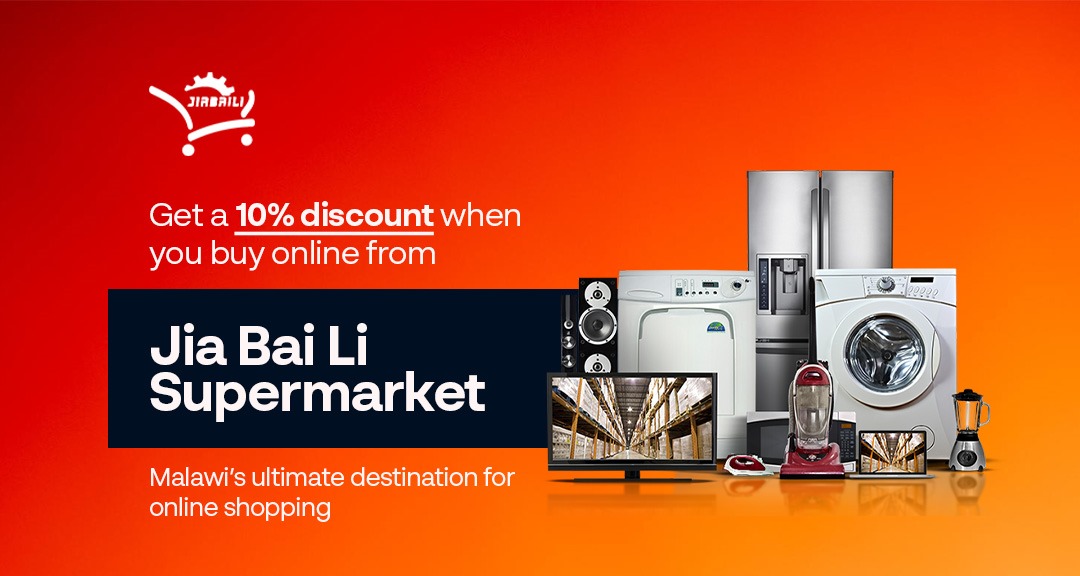 JIABAILI
Get a 10% discount when
you buy online from
Jia Bai Li
Supermarket
Malawi's ultimate destination for
online shopping